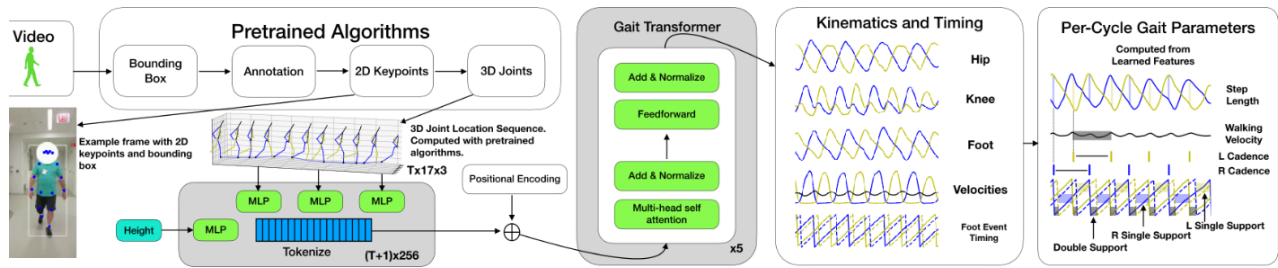 Video
Pretrained Algorithms
Bounding
Box
Annotation
2D Keypoints
3D Joints
Example frame with 2D
keypoints and bounding
box
3D Joint Location Sequence.
Computed with pretrained
algorithms.
Tx17x3
MLP
MLP
MLP
Height
MLP
Tokenize
(T+1)x256
Positional Encoding
Gait Transformer
Add & Normalize
Feedforward
Add & Normalize
Multi-head self
attention
x5
Kinematics and Timing
Hip
Knee
Foot
Velocities
Foot Event
Timing
Per-Cycle Gait Parameters
Computed from
Learned Features
Step
Length
Walking
Velocity
L Cadence
R Cadence
L Single Support
R Single Support
Double Support